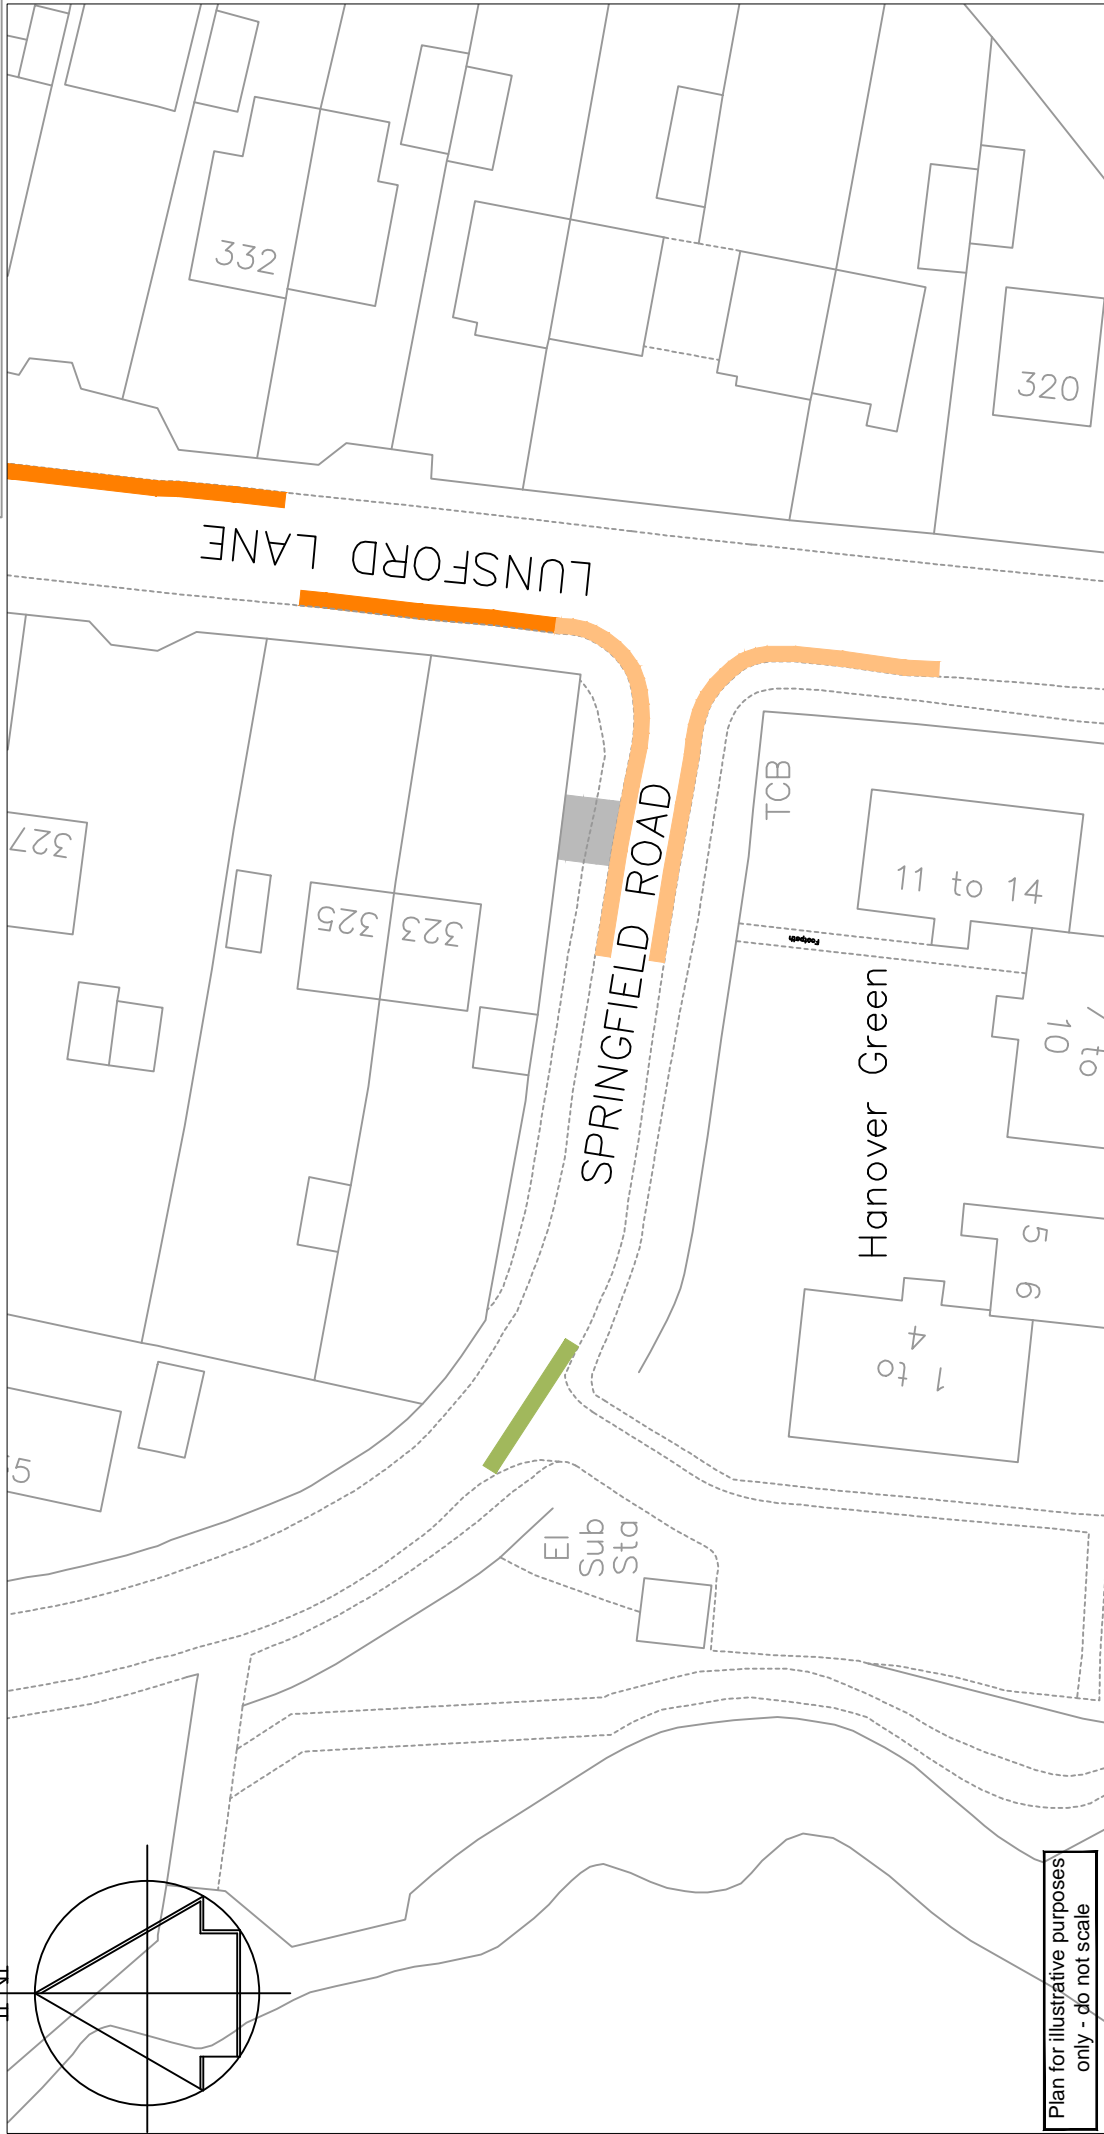 332
320
LUNSFORD LANE
327
325
323
SPRINGFIELD ROAD
TCB
11 to 14
Footpath
Hanover Green
10
to
5
6
1 to
4
El
Sub
Sta
Plan for illustrative purposes
only - do not scale